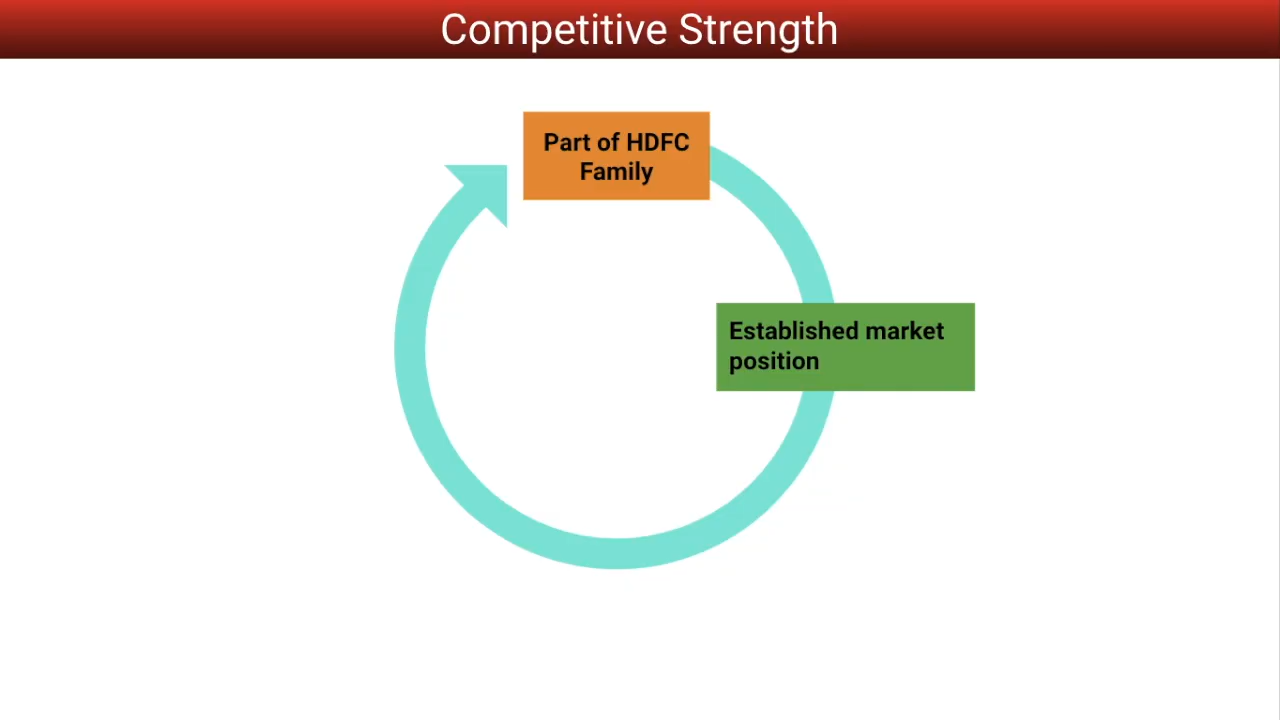 Competitive Strength
Part of HDFC
Family
Established market
position